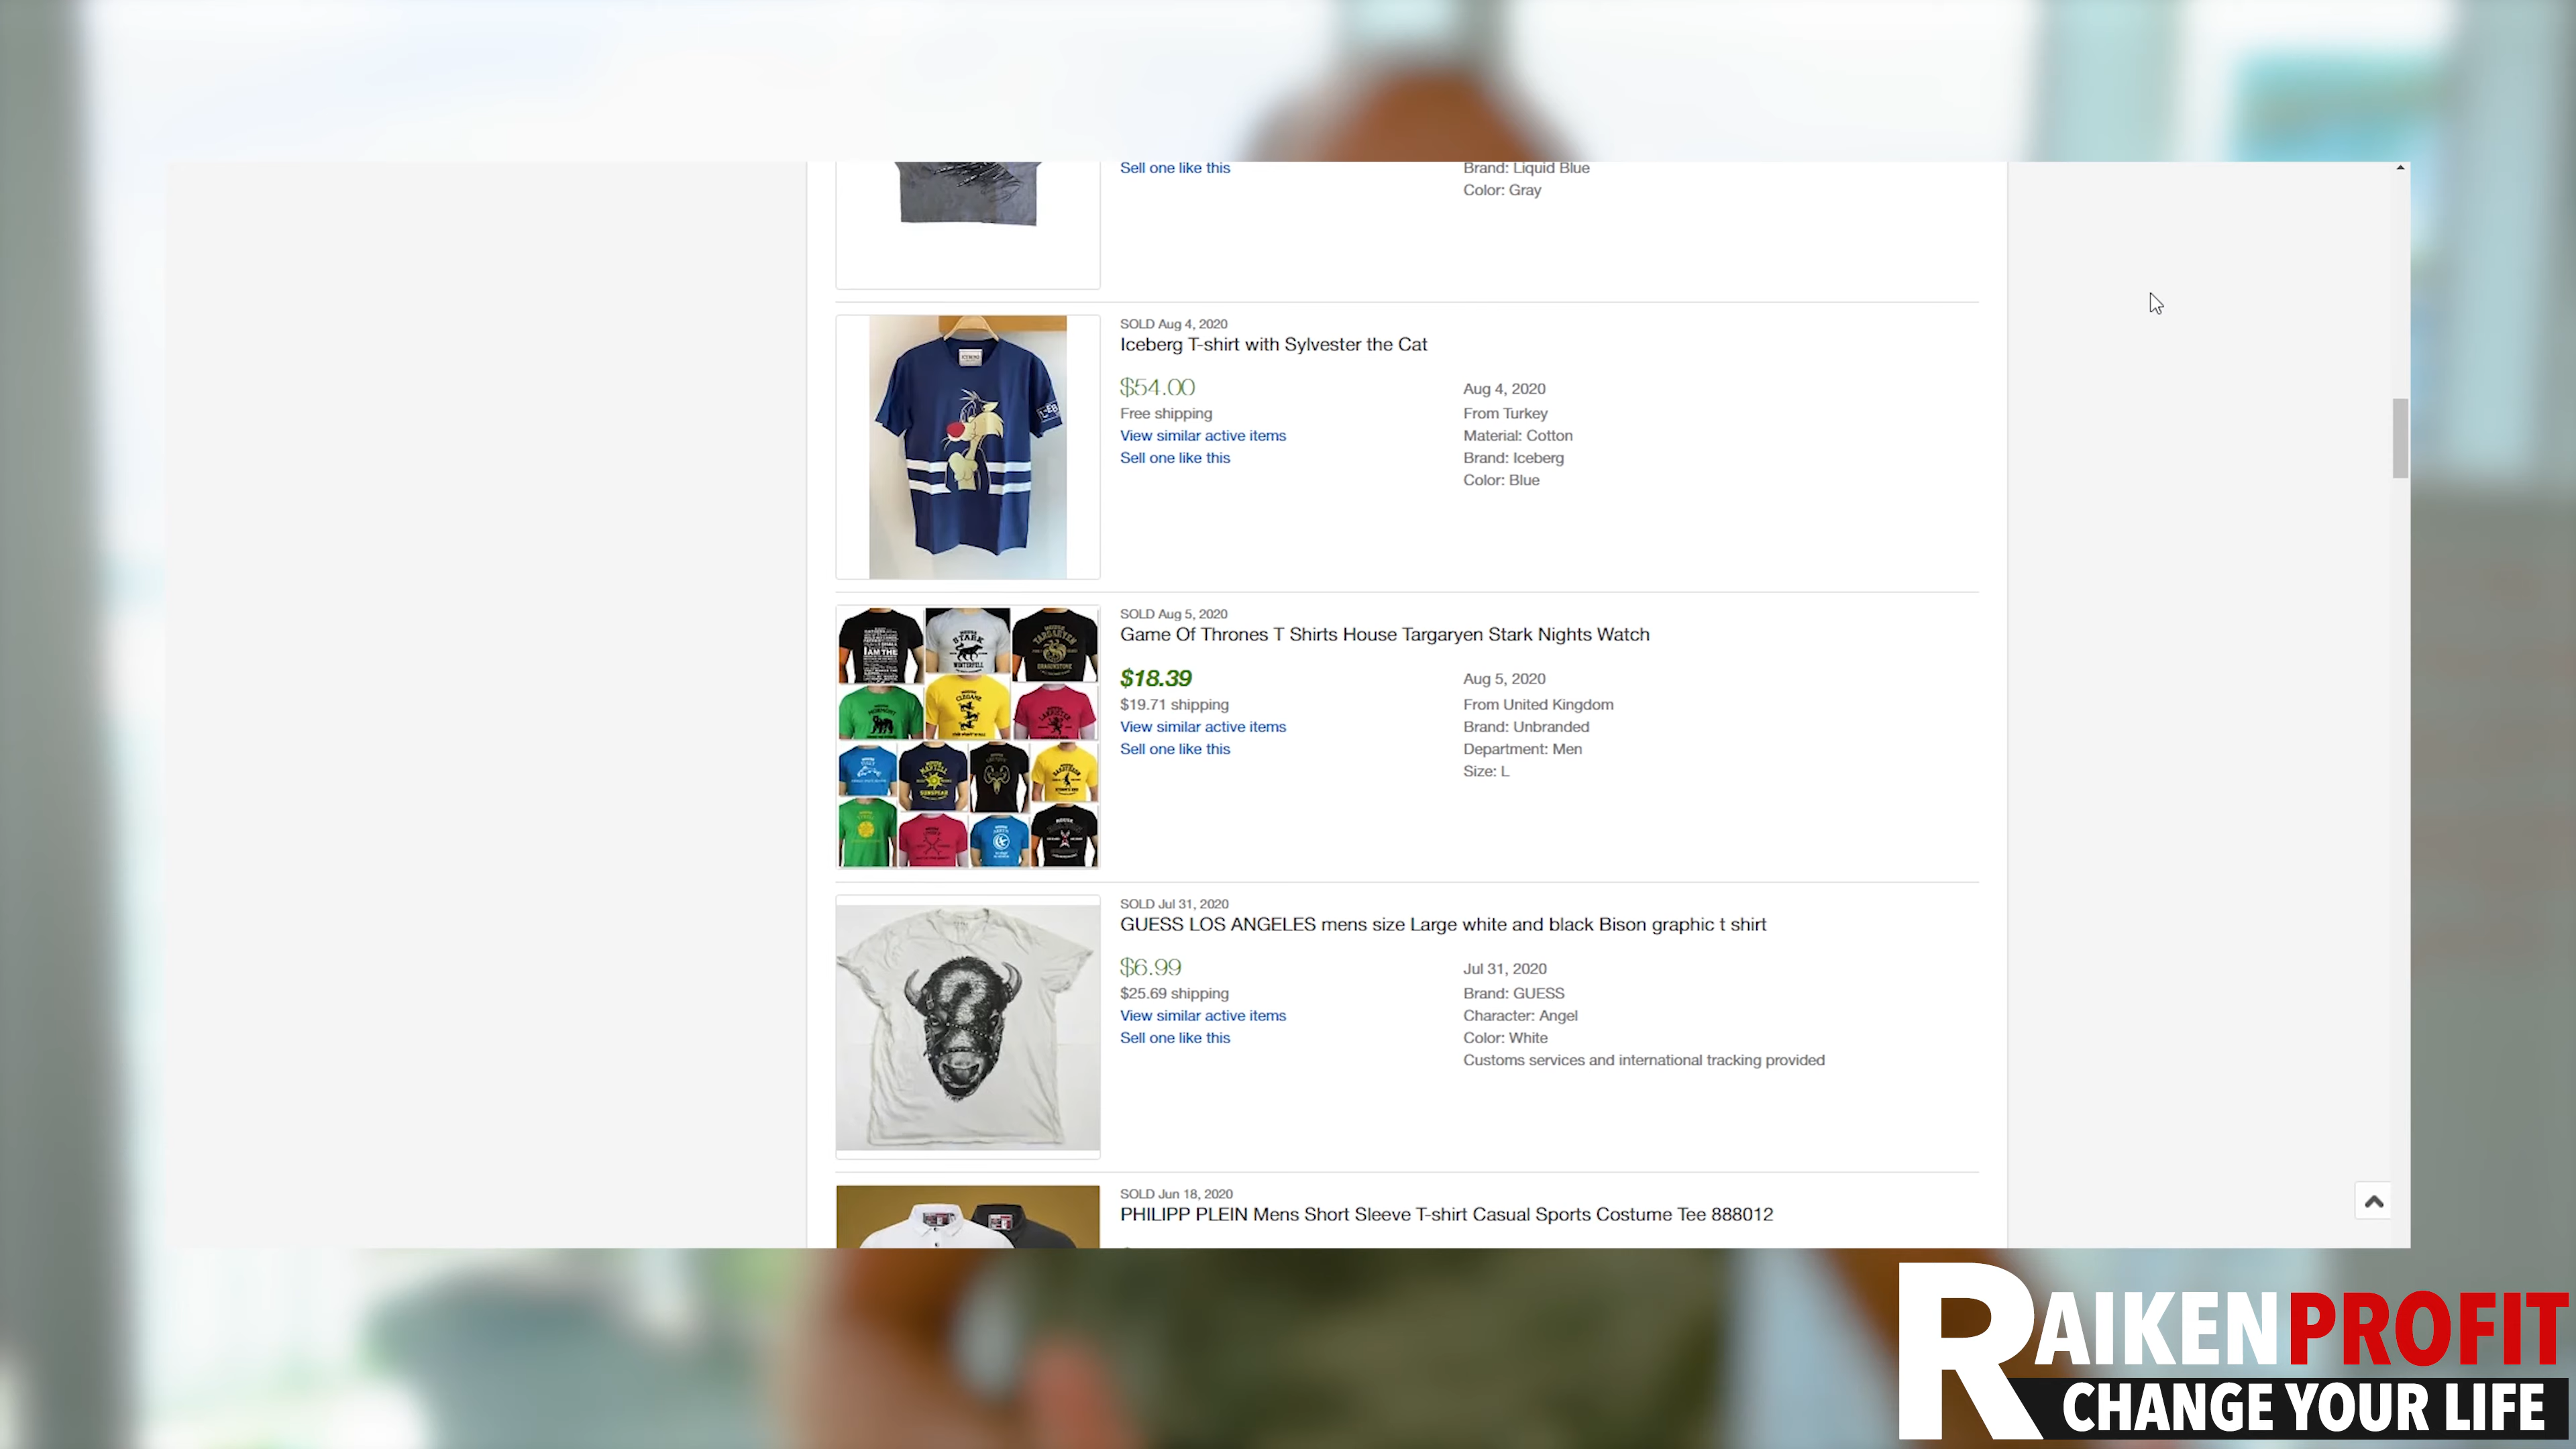 Sell one like this
Brand: Liquid Blue
Color: Gray
SOLD Aug 4, 2020
Iceberg T-shirt with Sylvester the Cat
$54.00
Free shipping
View similar active items
Sell one like this
Aug 4, 2020
From Turkey
Material: Cotton
Brand: Iceberg
Color: Blue
I AM THE
STARK
WINTERFELL
SOLD Aug 5, 2020
Game Of Thrones T Shirts House Targaryen Stark Nights Watch
$18.39
$19.71 shipping
View similar active items
Sell one like this
Aug 5, 2020
From United Kingdom
Brand: Unbranded
Department: Men
Size: L
SOLD Jul 31, 2020
GUESS LOS ANGELES mens size Large white and black Bison graphic t shirt
$6.99
$25.69 shipping
View similar active items
Sell one like this
Jul 31, 2020
Brand: GUESS
Character: Angel
Color: White
Customs services and international tracking provided
SOLD Jun 18, 2020
PHILIPP PLEIN Mens Short Sleeve T-shirt Casual Sports Costume Tee 888012
RAIKENPROFIT
CHANGE YOUR LIFE